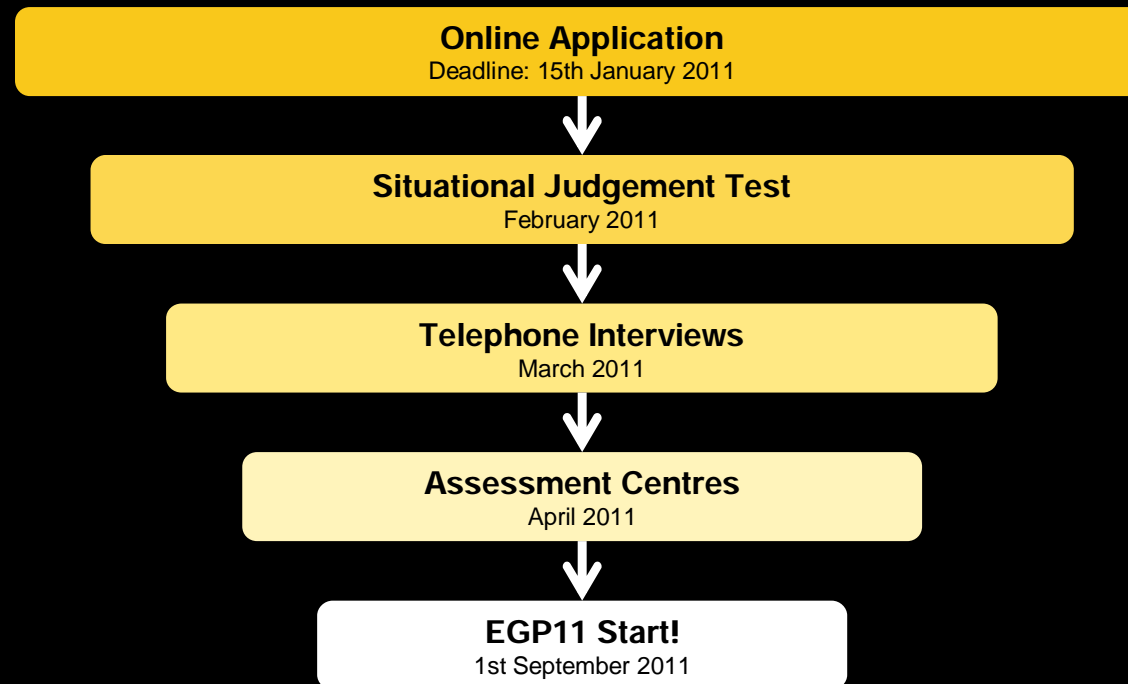 Online Application
Deadline: 15th January 2011
Situational Judgement Test
February 2011
Telephone Interviews
March 2011
Assessment Centres
April 2011
EGP11 Start!
1st September 2011